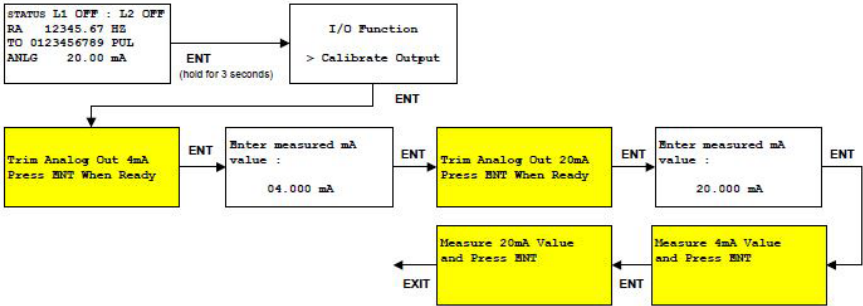 STATUS L1 OFF : L2 OFF
RA 12345.67 HZ
TO 0123456789 PUL
ANLG 20.00 mA
ENT
(hold for 3 seconds)
I/O Function
> Calibrate Output
ENT
Trim Analog Out 4mA
Press ENT When Ready
ENT
Enter measured mA
value :
04.000 mA
ENT
Trim Analog Out 20mA
Press ENT When Ready
ENT
Enter measured mA
value :
20.000 mA
ENT
Measure 4mA Value
and Press ENT
ENT
Measure 20mA Value
and Press ENT
EXIT